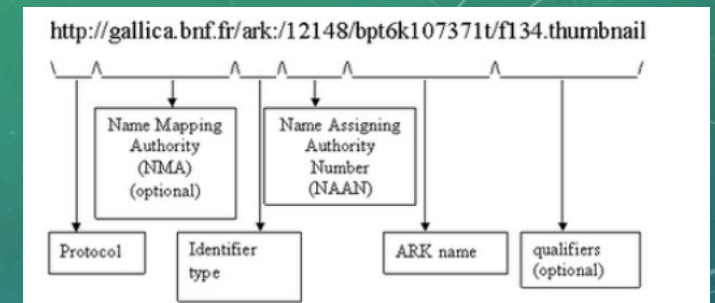 http://gallica.bnf.fr/ark:/12148/bpt6k107371t/f134.thumbnail
Name Mapping
Authority
(NMA)
(optional)
Name Assigning
Authority
Number
(NAAN)
Protocol
Identifier
type
ARK name
qualifiers
(optional)